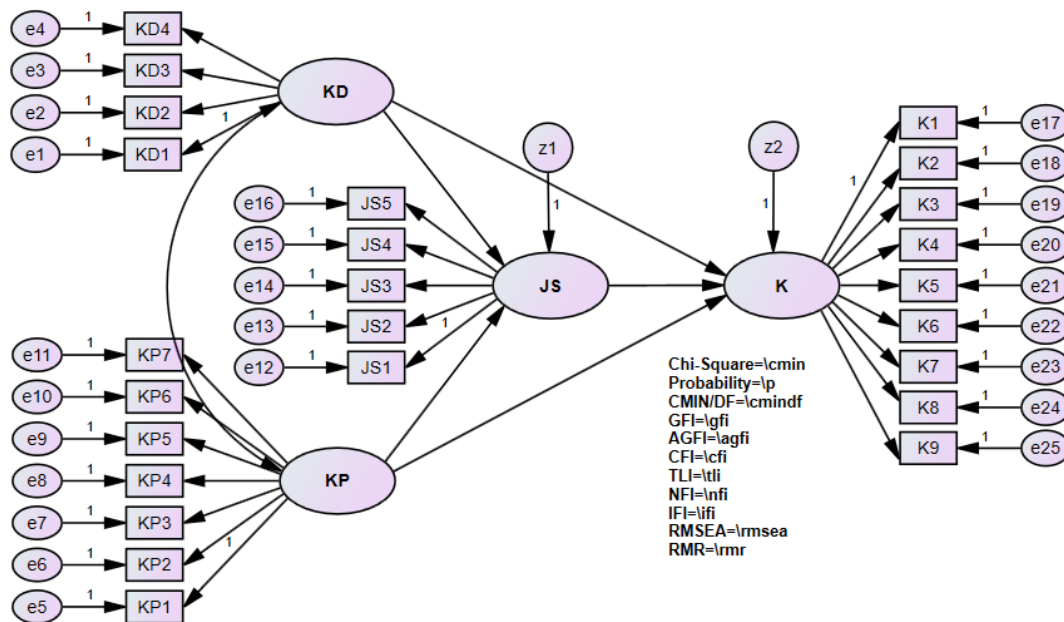 e4
1
KD4
e3
1
KD3
e2
1
KD2
e1
1
KD1
1
KD
e16
1
JS5
e15
1
JS4
e14
1
JS3
e13
1
JS2
e12
1
JS1
1
z1
1
JS
z2
1
K
1
K1
1
e17
K2
1
e18
K3
1
e19
K4
1
e20
K5
1
e21
K6
1
e22
K7
1
e23
K8
1
e24
K9
1
e25
e11
1
KP7
e10
1
KP6
e9
1
KP5
e8
1
KP4
e7
1
KP3
e6
1
KP2
e5
1
KP1
1
KP
Chi-Square=\cmin
Probability=\p
CMIN/DF=\cmindf
GFI=\gfi
AGFI=\agfi
CFI=\cfi
TLI=\tli
NFI=\nfi
IFI=\ifi
RMSEA=\rmsea
RMR=\rmr